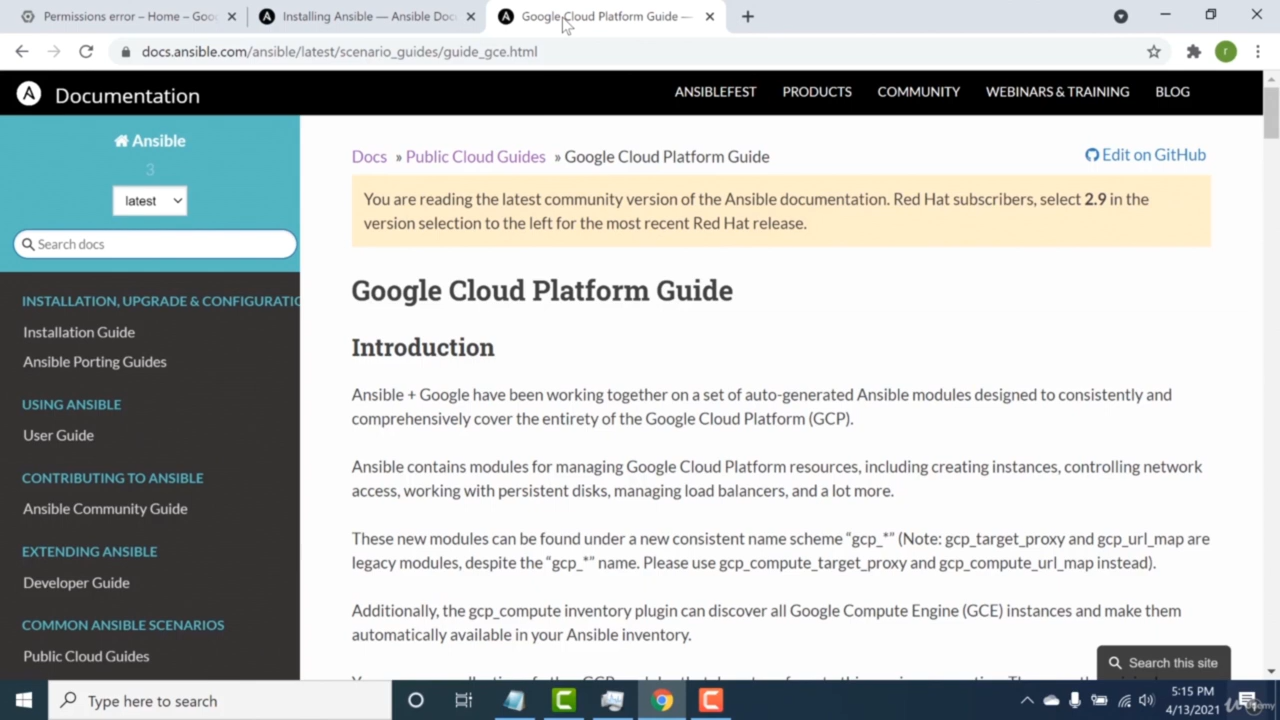 Permissions error – Home – Goo
Installing Ansible — Ansible Doc
Google Cloud Platform Guide —
docs.ansible.com/ansible/latest/scenario_guides/guide_gce.html
r
A Documentation
ANSIBLEFEST PRODUCTS COMMUNITY WEBINARS & TRAINING BLOG
Ansible
3
latest
Search docs
INSTALLATION, UPGRADE & CONFIGURATIO
Installation Guide
Ansible Porting Guides
USING ANSIBLE
User Guide
CONTRIBUTING TO ANSIBLE
Ansible Community Guide
EXTENDING ANSIBLE
Developer Guide
COMMON ANSIBLE SCENARIOS
Public Cloud Guides
Docs » Public Cloud Guides » Google Cloud Platform Guide
Edit on GitHub
You are reading the latest community version of the Ansible documentation. Red Hat subscribers, select 2.9 in the
version selection to the left for the most recent Red Hat release.
Google Cloud Platform Guide
Introduction
Ansible + Google have been working together on a set of auto-generated Ansible modules designed to consistently and
comprehensively cover the entirety of the Google Cloud Platform (GCP).
Ansible contains modules for managing Google Cloud Platform resources, including creating instances, controlling network
access, working with persistent disks, managing load balancers, and a lot more.
These new modules can be found under a new consistent name scheme “gcp_*” (Note: gcp_target_proxy and gcp_url_map are
legacy modules, despite the “gcp_*” name. Please use gcp_compute_target_proxy and gcp_compute_url_map instead).
Additionally, the gcp_compute inventory plugin can discover all Google Compute Engine (GCE) instances and make them
automatically available in your Ansible inventory.
Search this site
Type here to search
5:15 PM
4/13/2021
Udemy